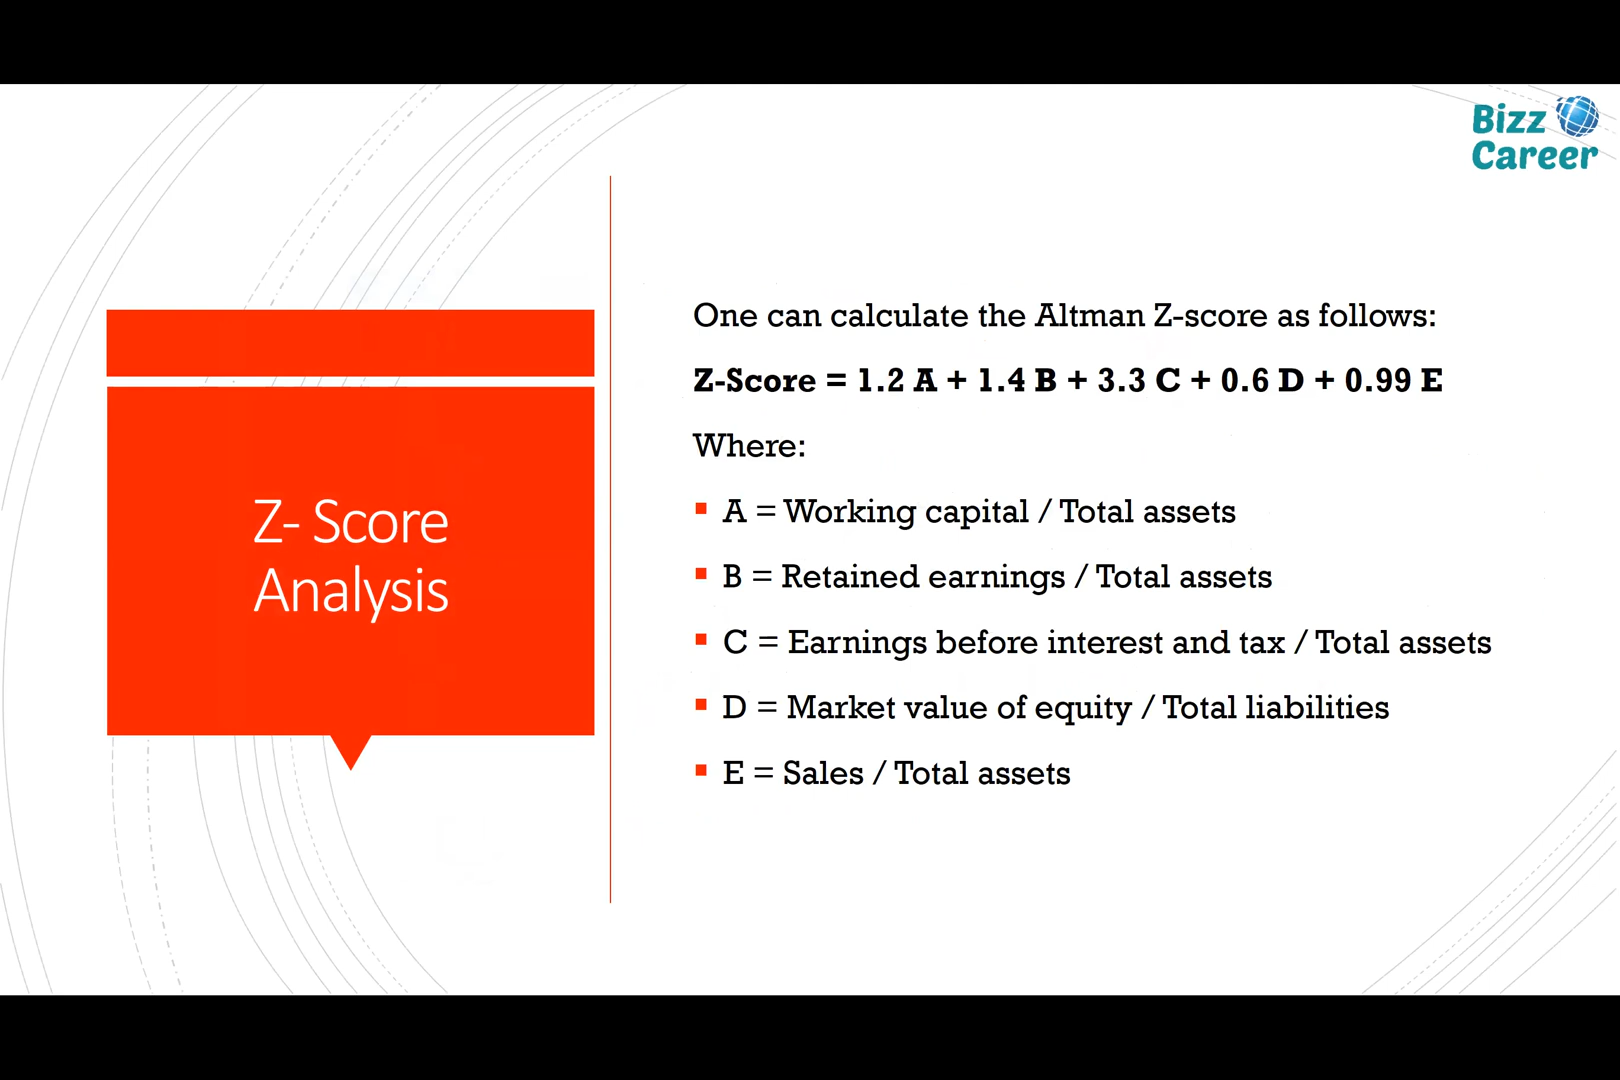 Bizz
Career
Z- Score
Analysis
One can calculate the Altman Z-score as follows:
Z-Score = 1.2 A + 1.4 B + 3.3 C + 0.6 D + 0.99 E
Where:
A = Working capital / Total assets
B = Retained earnings / Total assets
C = Earnings before interest and tax / Total assets
D = Market value of equity / Total liabilities
E = Sales / Total assets